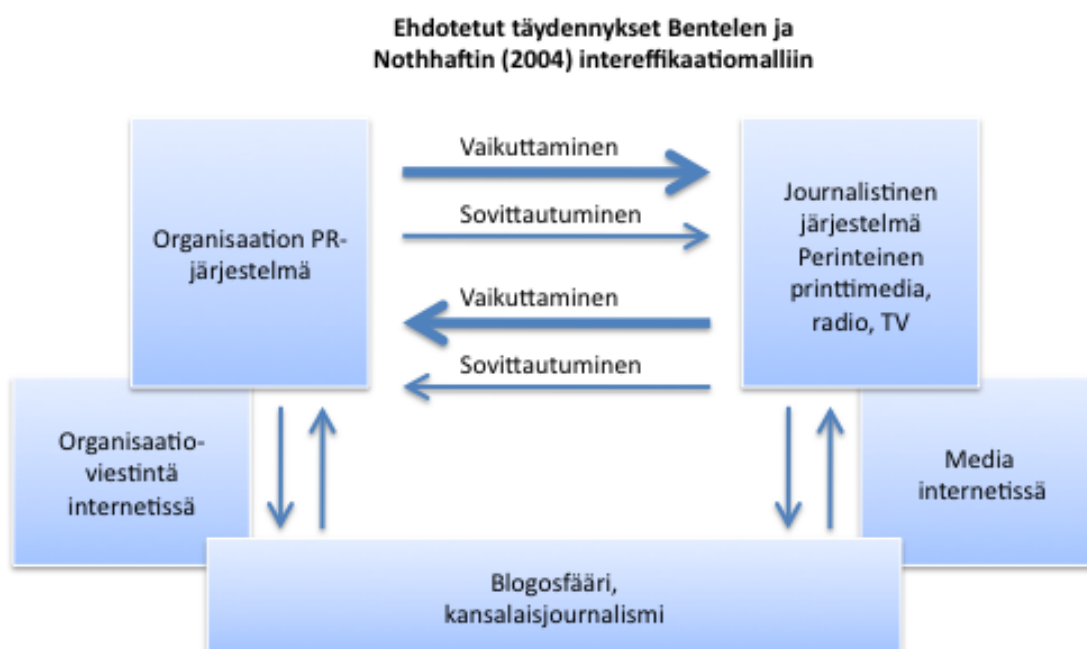 Ehdotetut täydennykset Bentelen ja
Nothhaftin (2004) intereffikaatiomalliin
Organisaation PR-
järjestelmä
Vaikuttaminen
Sovittautuminen
Vaikuttaminen
Sovittautuminen
Journalistinen
järjestelmä
Perinteinen
printtimedia,
radio, TV
Organisaatio-
viestintä
internetissä
Media
internetissä
Blogosfääri,
kansalaisjournalismi